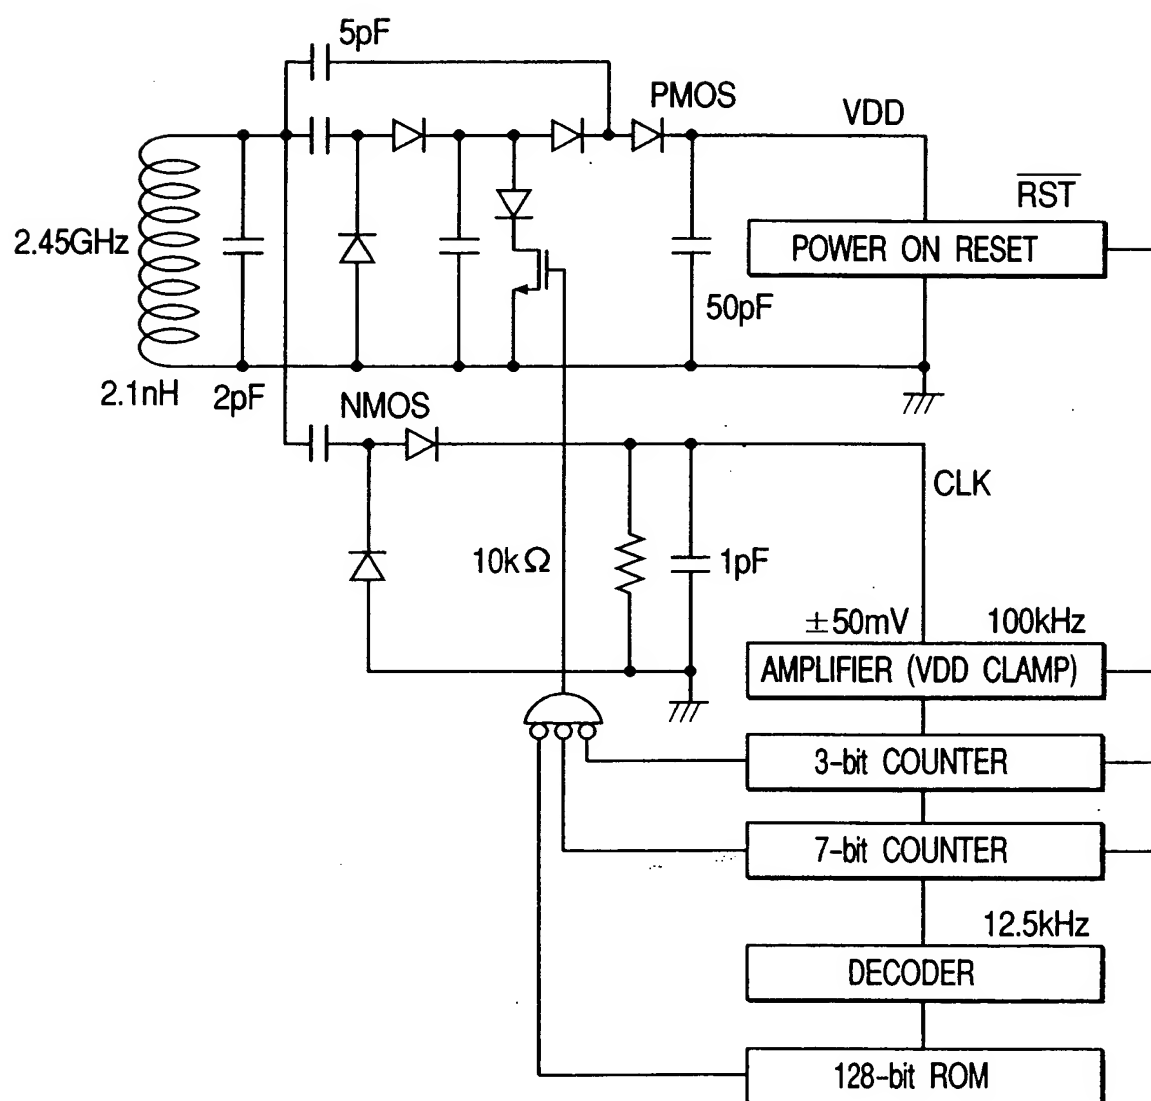 5pF
PMOS
VDD
RST
2.45GHz
POWER ON RESET
50pF
2.1nH
2pF
NMOS
CLK
10kΩ
1pF
±50mV
100kHz
AMPLIFIER (VDD CLAMP)
3-bit COUNTER
7-bit COUNTER
12.5kHz
DECODER
128-bit ROM